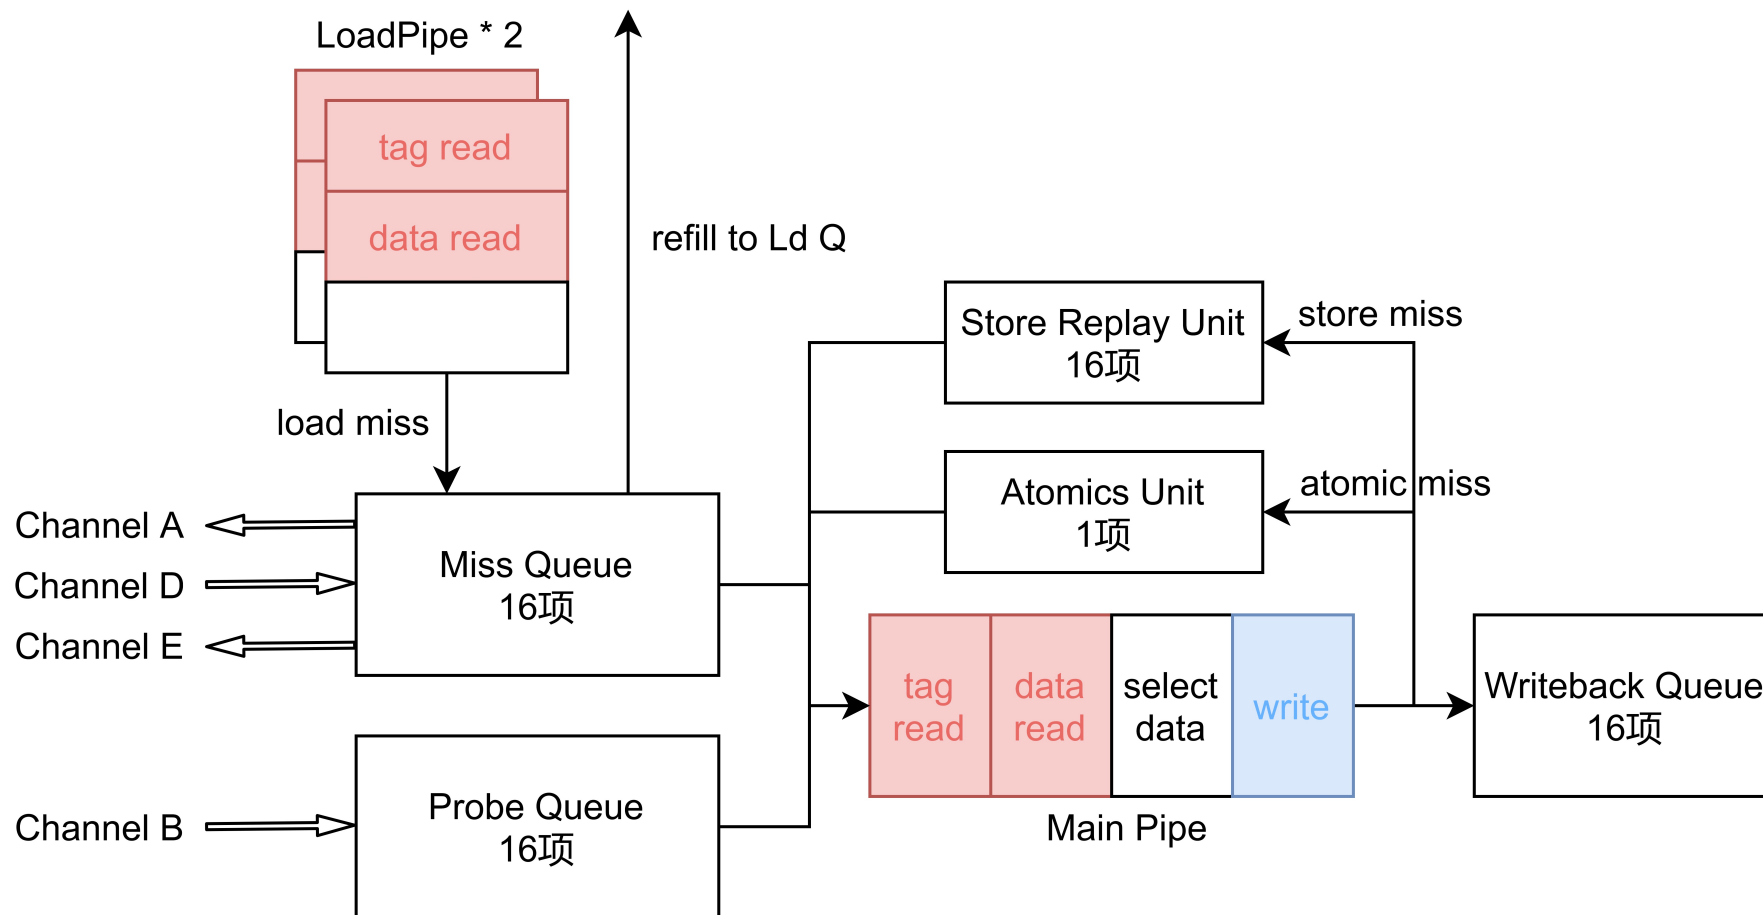 LoadPipe * 2
tag read
data read
refill to Ld Q
load miss
Store Replay Unit
16项
store miss
Atomics Unit
1项
atomic miss
Channel A
Channel D
Channel E
Miss Queue
16项
tag
read
data
read
select
data
write
Main Pipe
Writeback Queue
16项
Channel B
Probe Queue
16项